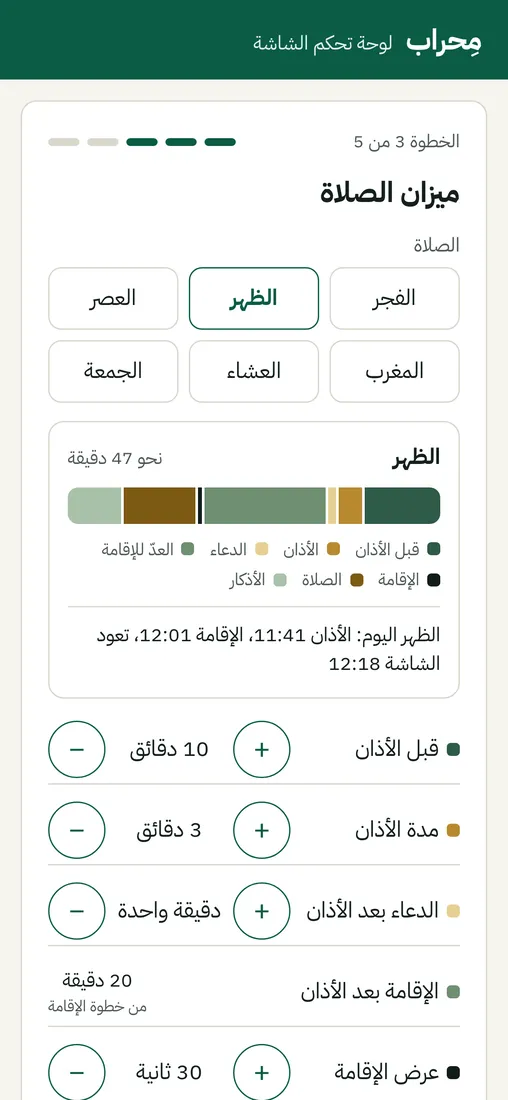 مِحراب لوحة تحكم الشاشة
الخطوة 3 من 5
ميزان الصلاة
الصلاة
الفجر
الظهر
العصر
المغرب
العشاء
الجمعة
الظهر
نحو 47 دقيقة
قبل الأذان الأذان الدعاء العدّ للإقامة
الإقامة الصلاة الأذكار
الظهر اليوم: الأذان 11:41، الإقامة 12:01، تعود
الشاشة 12:18
قبل الأذان + 10 دقائق −
مدة الأذان + 3 دقائق −
الدعاء بعد الأذان + دقيقة واحدة −
الإقامة بعد الأذان 20 دقيقة
من خطوة الإقامة
عرض الإقامة + 30 ثانية −